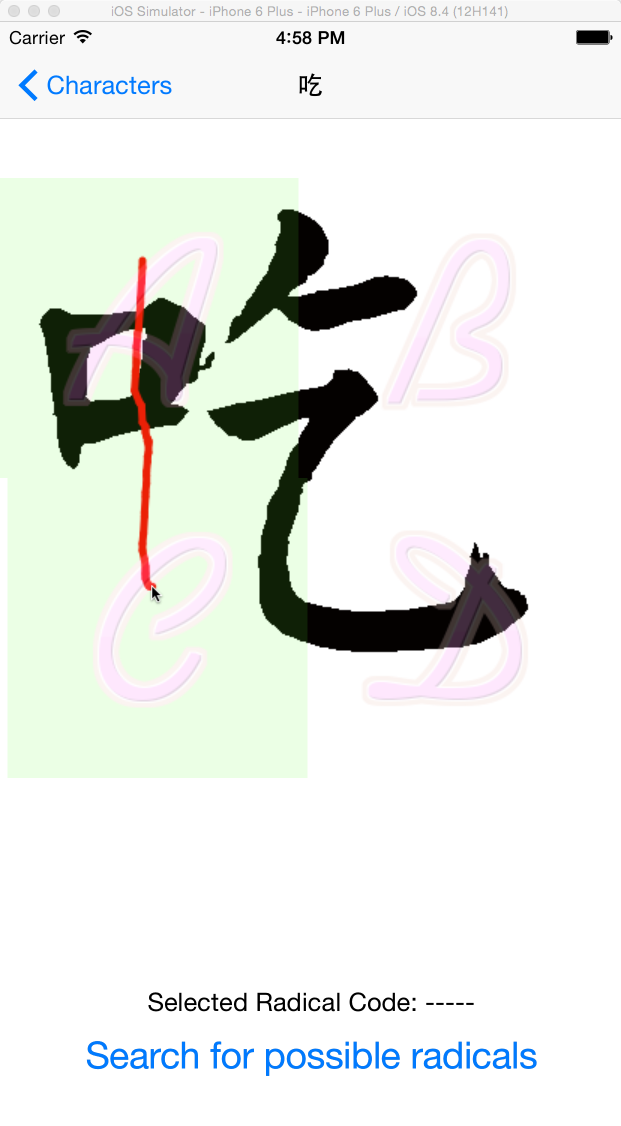 iOS Simulator - iPhone 6 Plus - iPhone 6 Plus / iOS 8.4 (12H141)
Carrier 4:58 PM
Characters 吃
吃
A B
C D
Selected Radical Code: -----
Search for possible radicals